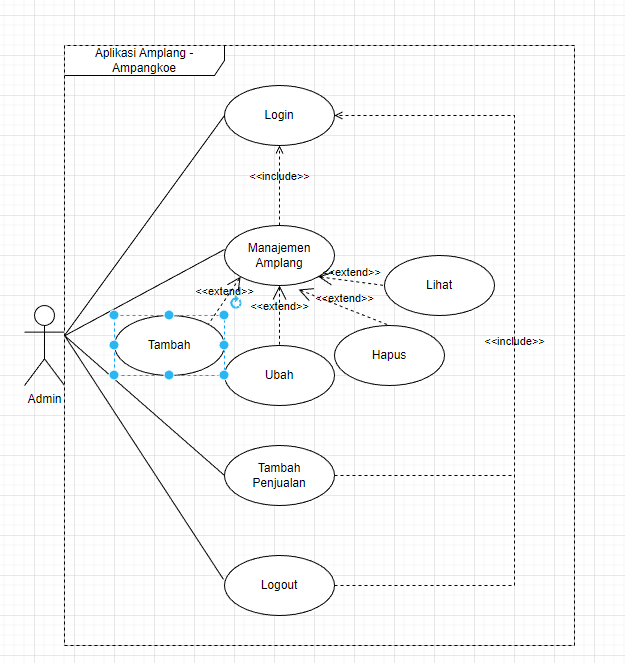 Aplikasi Amplang -
Ampangkoe
Login
<<include>>
Manajemen
Amplang
<<extend>>
Lihat
<<extend>>
<<extend>>
<<extend>>
Tambah
Ubah
Hapus
<<include>>
Admin
Tambah
Penjualan
Logout